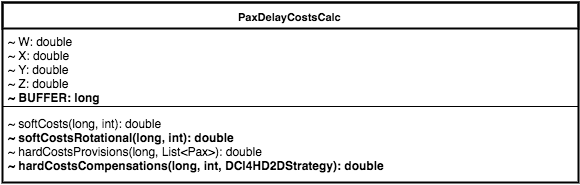 PaxDelayCostsCalc
~ W: double
~ X: double
~ Y: double
~ Z: double
~ BUFFER: long
~ softCosts(long, int): double
~ softCostsRotational(long, int): double
~ hardCostsProvisions(long, List<Pax>): double
~ hardCostsCompensations(long, int, DCI4HD2DStrategy): double